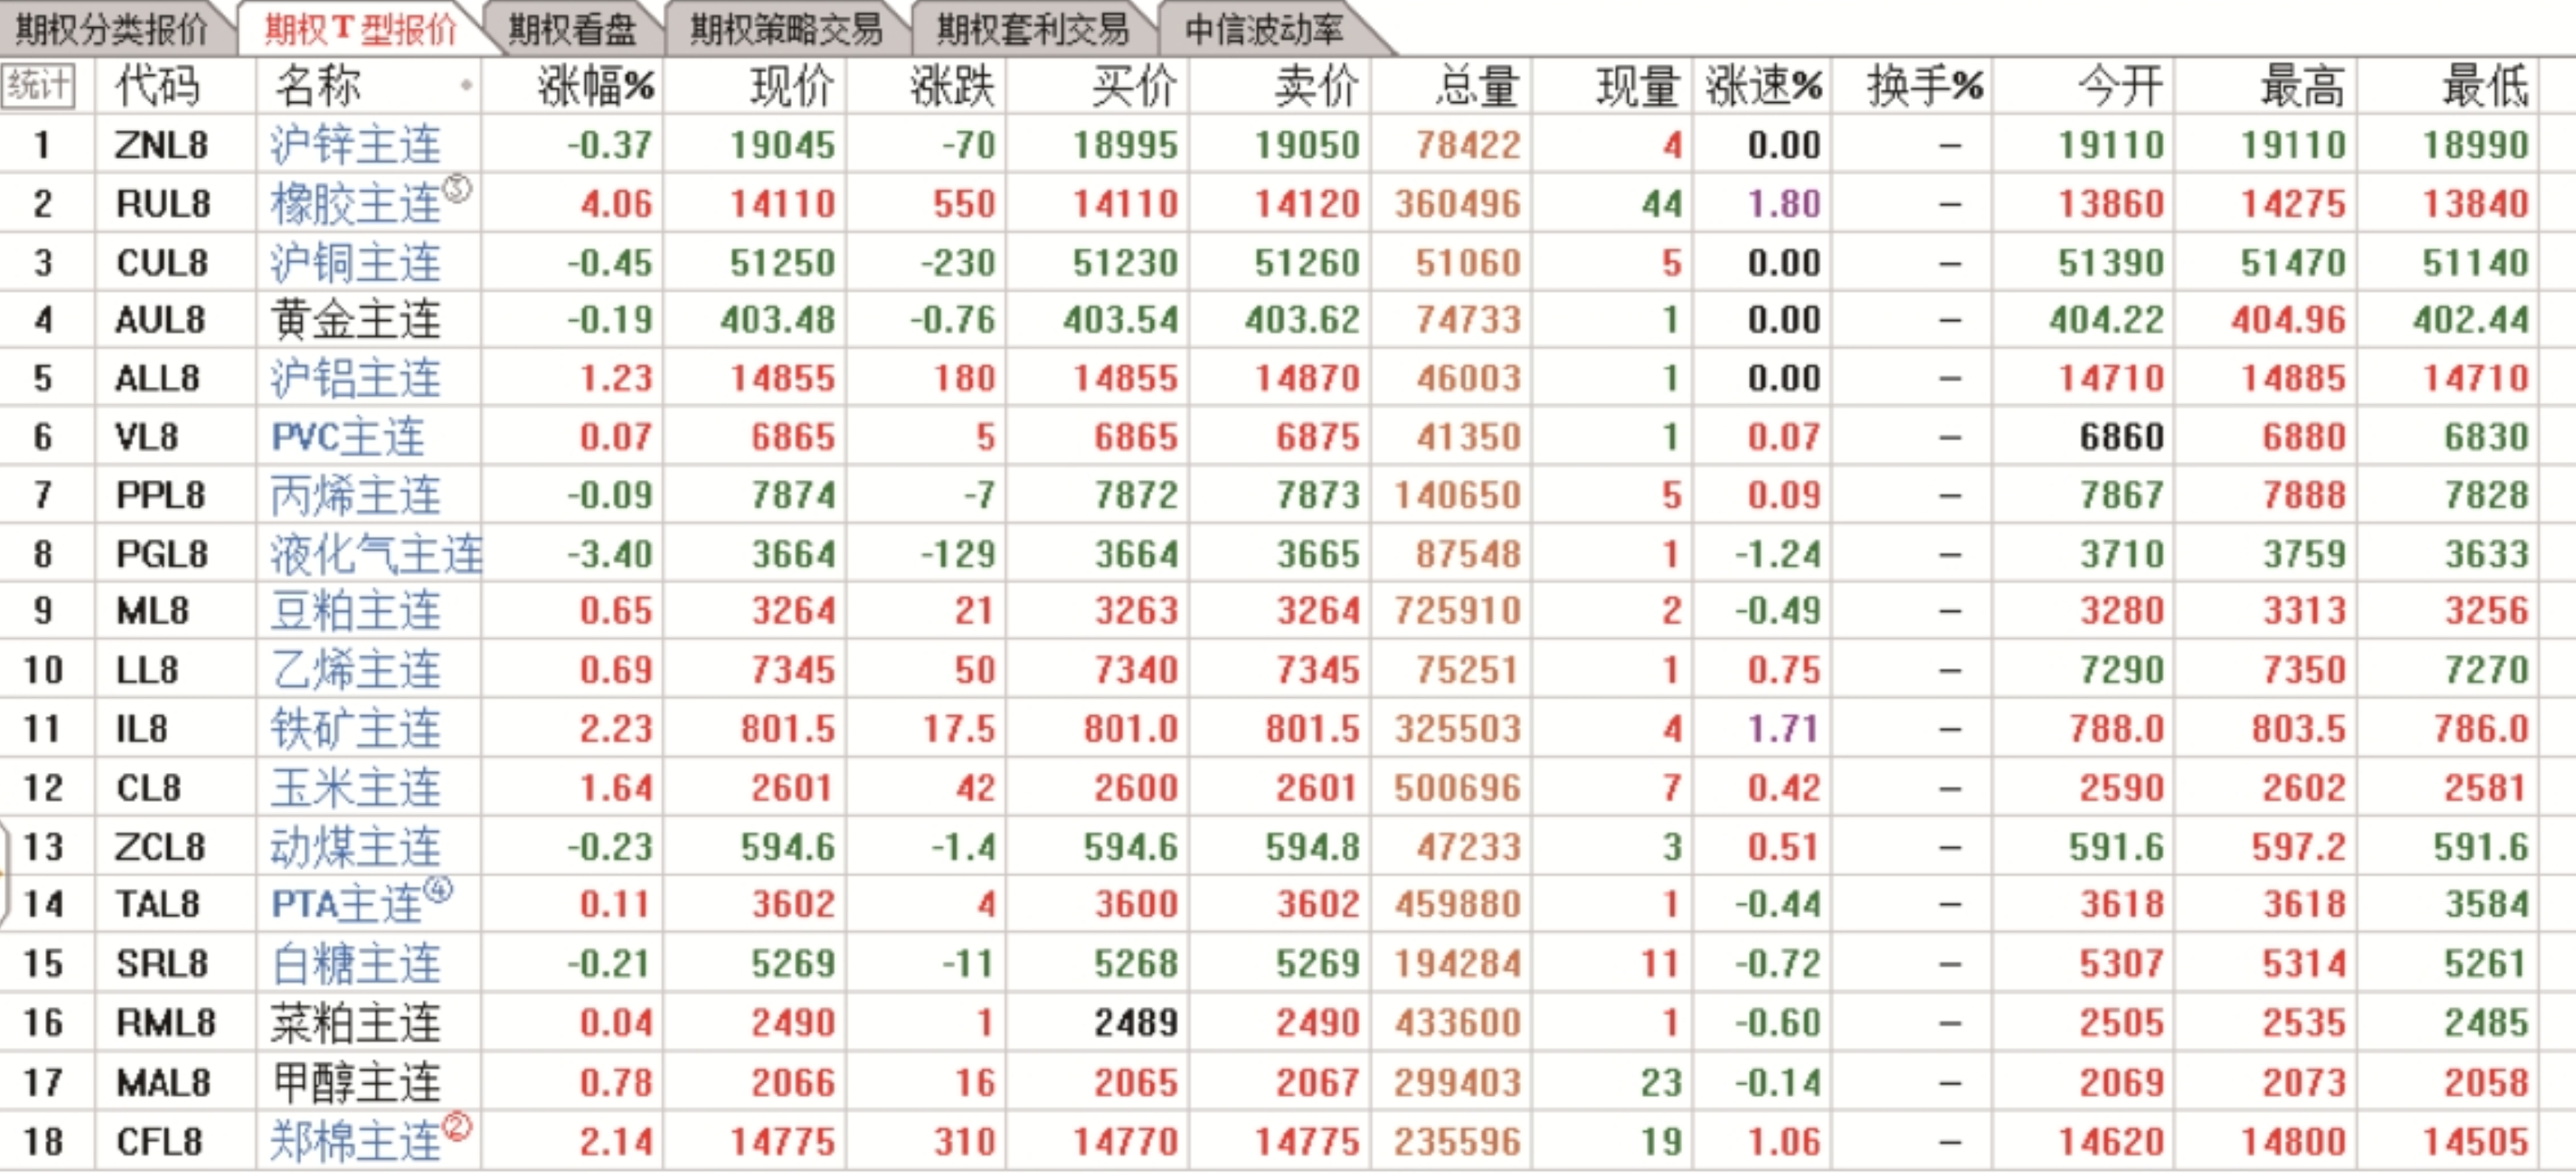 期权分类报价 期权T型报价 期权看盘 期权策略交易 期权套利交易 中信波动率
统计 代码 名称 涨幅% 现价 涨跌 买价 卖价 总量 现量 涨速% 换手% 今开 最高 最低
1 ZNL8 沪锌主连 -0.37 19045 -70 18995 19050 78422 4 0.00 – 19110 19110 18990
2 RUL8 橡胶主连③ 4.06 14110 550 14110 14120 360496 44 1.80 – 13860 14275 13840
3 CUL8 沪铜主连 -0.45 51250 -230 51230 51260 51060 5 0.00 – 51390 51470 51140
4 AUL8 黄金主连 -0.19 403.48 -0.76 403.54 403.62 74733 1 0.00 – 404.22 404.96 402.44
5 ALL8 沪铝主连 1.23 14855 180 14855 14870 46003 1 0.00 – 14710 14885 14710
6 VL8 PVC主连 0.07 6865 5 6865 6875 41350 1 0.07 – 6860 6880 6830
7 PPL8 丙烯主连 -0.09 7874 -7 7872 7873 140650 5 0.09 – 7867 7888 7828
8 PGL8 液化气主连 -3.40 3664 -129 3664 3665 87548 1 -1.24 – 3710 3759 3633
9 ML8 豆粕主连 0.65 3264 21 3263 3264 725910 2 -0.49 – 3280 3313 3256
10 LL8 乙烯主连 0.69 7345 50 7340 7345 75251 1 0.75 – 7290 7350 7270
11 IL8 铁矿主连 2.23 801.5 17.5 801.0 801.5 325503 4 1.71 – 788.0 803.5 786.0
12 CL8 玉米主连 1.64 2601 42 2600 2601 500696 7 0.42 – 2590 2602 2581
13 ZCL8 动煤主连 -0.23 594.6 -1.4 594.6 594.8 47233 3 0.51 – 591.6 597.2 591.6
14 TAL8 PTA主连④ 0.11 3602 4 3600 3602 459880 1 -0.44 – 3618 3618 3584
15 SRL8 白糖主连 -0.21 5269 -11 5268 5269 194284 11 -0.72 – 5307 5314 5261
16 RML8 菜粕主连 0.04 2490 1 2489 2490 433600 1 -0.60 – 2505 2535 2485
17 MAL8 甲醇主连 0.78 2066 16 2065 2067 299403 23 -0.14 – 2069 2073 2058
18 CFL8 郑棉主连② 2.14 14775 310 14770 14775 235596 19 1.06 – 14620 14800 14505